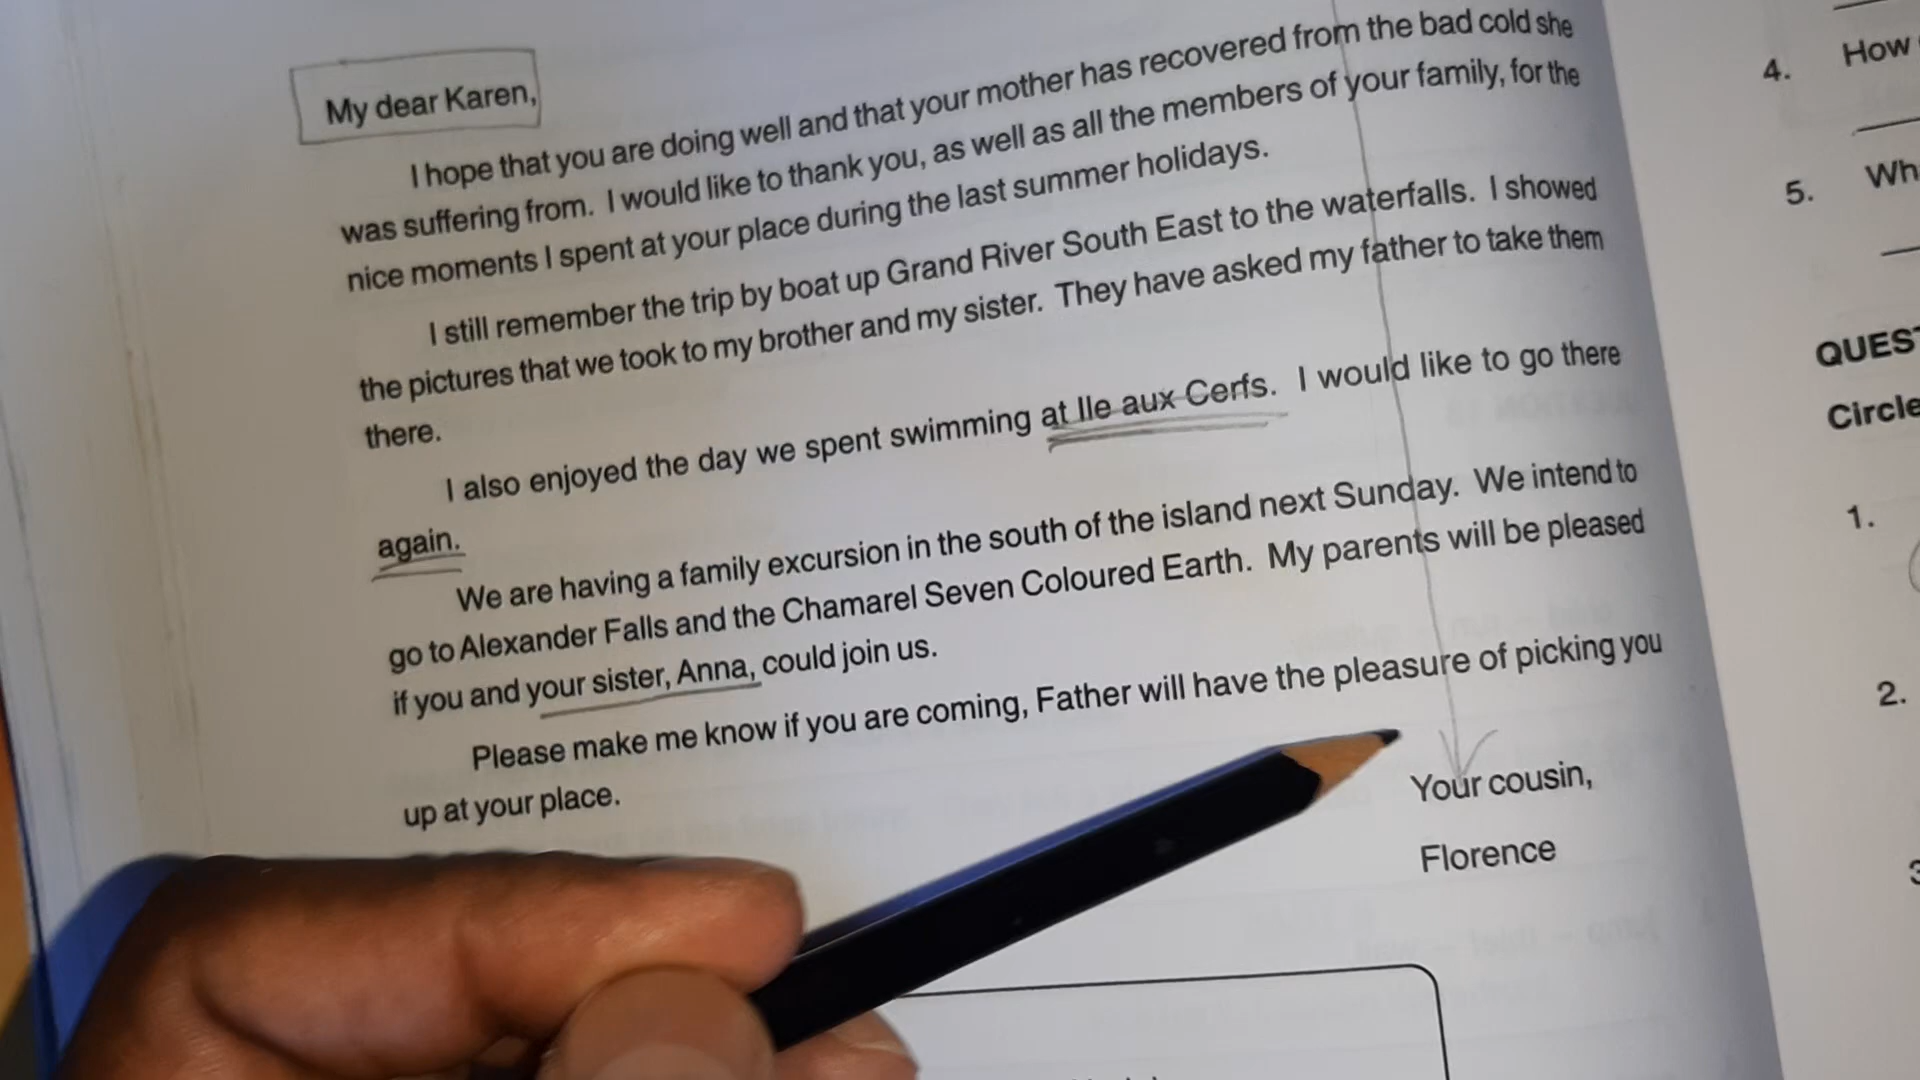 My dear Karen,
I hope that you are doing well and that your mother has recovered from the bad cold she
was suffering from. I would like to thank you, as well as all the members of your family, for the
nice moments I spent at your place during the last summer holidays.
I still remember the trip by boat up Grand River South East to the waterfalls. I showed
the pictures that we took to my brother and my sister. They have asked my father to take them
there.
I also enjoyed the day we spent swimming at Ile aux Cerfs. I would like to go there
again.
We are having a family excursion in the south of the island next Sunday. We intend to
go to Alexander Falls and the Chamarel Seven Coloured Earth. My parents will be pleased
if you and your sister, Anna, could join us.
Please make me know if you are coming, Father will have the pleasure of picking you
up at your place.
Your cousin,
Florence
4. How
5. Wh
QUEST
Circle
1.
2.
3